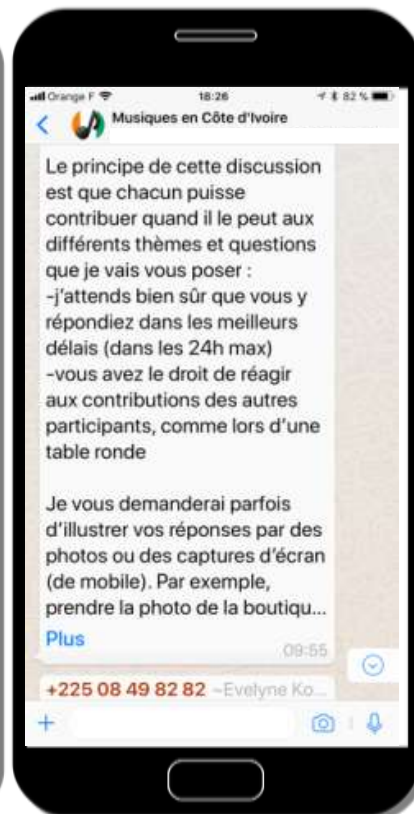 Orange F 18:26 82 %
Musiques en Côte d'Ivoire
Le principe de cette discussion
est que chacun puisse
contribuer quand il le peut aux
différents thèmes et questions
que je vais vous poser :
-j'attends bien sûr que vous y
répondiez dans les meilleurs
délais (dans les 24h max)
-vous avez le droit de réagir
aux contributions des autres
participants, comme lors d'une
table ronde
Je vous demanderai parfois
d'illustrer vos réponses par des
photos ou des captures d'écran
(de mobile). Par exemple,
prendre la photo de la boutiqu...
Plus
09:55
+225 08 49 82 82 ~Evelyne Ko...